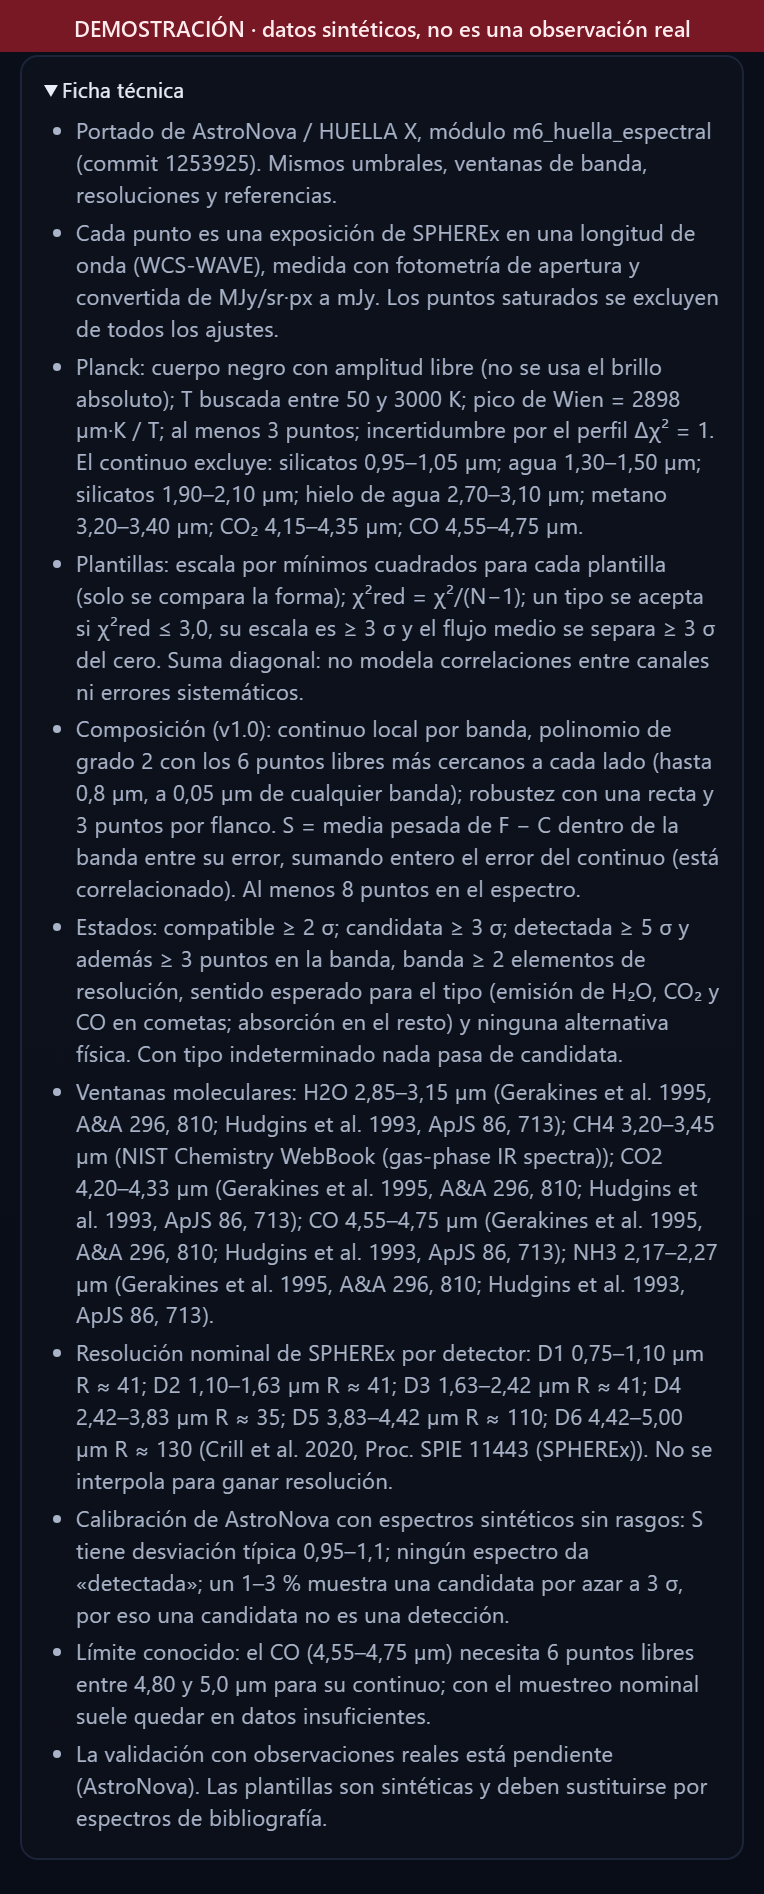 DEMOSTRACIÓN · datos sintéticos, no es una observación real
▼Ficha técnica
• Portado de AstroNova / HUELLA X, módulo m6_huella_espectral
(commit 1253925). Mismos umbrales, ventanas de banda,
resoluciones y referencias.
• Cada punto es una exposición de SPHEREx en una longitud de
onda (WCS-WAVE), medida con fotometría de apertura y
convertida de MJy/sr·px a mJy. Los puntos saturados se excluyen
de todos los ajustes.
• Planck: cuerpo negro con amplitud libre (no se usa el brillo
absoluto); T buscada entre 50 y 3000 K; pico de Wien = 2898
µm·K / T; al menos 3 puntos; incertidumbre por el perfil Δχ² = 1.
El continuo excluye: silicatos 0,95–1,05 µm; agua 1,30–1,50 µm;
silicatos 1,90–2,10 µm; hielo de agua 2,70–3,10 µm; metano
3,20–3,40 µm; CO₂ 4,15–4,35 µm; CO 4,55–4,75 µm.
• Plantillas: escala por mínimos cuadrados para cada plantilla
(solo se compara la forma); χ²red = χ²/(N−1); un tipo se acepta
si χ²red ≤ 3,0, su escala es ≥ 3 σ y el flujo medio se separa ≥ 3 σ
del cero. Suma diagonal: no modela correlaciones entre canales
ni errores sistemáticos.
• Composición (v1.0): continuo local por banda, polinomio de
grado 2 con los 6 puntos libres más cercanos a cada lado (hasta
0,8 µm, a 0,05 µm de cualquier banda); robustez con una recta y
3 puntos por flanco. S = media pesada de F − C dentro de la
banda entre su error, sumando entero el error del continuo (está
correlacionado). Al menos 8 puntos en el espectro.
• Estados: compatible ≥ 2 σ; candidata ≥ 3 σ; detectada ≥ 5 σ y
además ≥ 3 puntos en la banda, banda ≥ 2 elementos de
resolución, sentido esperado para el tipo (emisión de H₂O, CO₂ y
CO en cometas; absorción en el resto) y ninguna alternativa
física. Con tipo indeterminado nada pasa de candidata.
• Ventanas moleculares: H2O 2,85–3,15 µm (Gerakines et al. 1995,
A&A 296, 810; Hudgins et al. 1993, ApJS 86, 713); CH4 3,20–3,45
µm (NIST Chemistry WebBook (gas-phase IR spectra)); CO2
4,20–4,33 µm (Gerakines et al. 1995, A&A 296, 810; Hudgins et
al. 1993, ApJS 86, 713); CO 4,55–4,75 µm (Gerakines et al. 1995,
A&A 296, 810; Hudgins et al. 1993, ApJS 86, 713); NH3 2,17–2,27
µm (Gerakines et al. 1995, A&A 296, 810; Hudgins et al. 1993,
ApJS 86, 713).
• Resolución nominal de SPHEREx por detector: D1 0,75–1,10 µm
R ≈ 41; D2 1,10–1,63 µm R ≈ 41; D3 1,63–2,42 µm R ≈ 41; D4
2,42–3,83 µm R ≈ 35; D5 3,83–4,42 µm R ≈ 110; D6 4,42–5,00
µm R ≈ 130 (Crill et al. 2020, Proc. SPIE 11443 (SPHEREx)). No se
interpola para ganar resolución.
• Calibración de AstroNova con espectros sintéticos sin rasgos: S
tiene desviación típica 0,95–1,1; ningún espectro da
«detectada»; un 1–3 % muestra una candidata por azar a 3 σ,
por eso una candidata no es una detección.
• Límite conocido: el CO (4,55–4,75 µm) necesita 6 puntos libres
entre 4,80 y 5,0 µm para su continuo; con el muestreo nominal
suele quedar en datos insuficientes.
• La validación con observaciones reales está pendiente
(AstroNova). Las plantillas son sintéticas y deben sustituirse por
espectros de bibliografía.